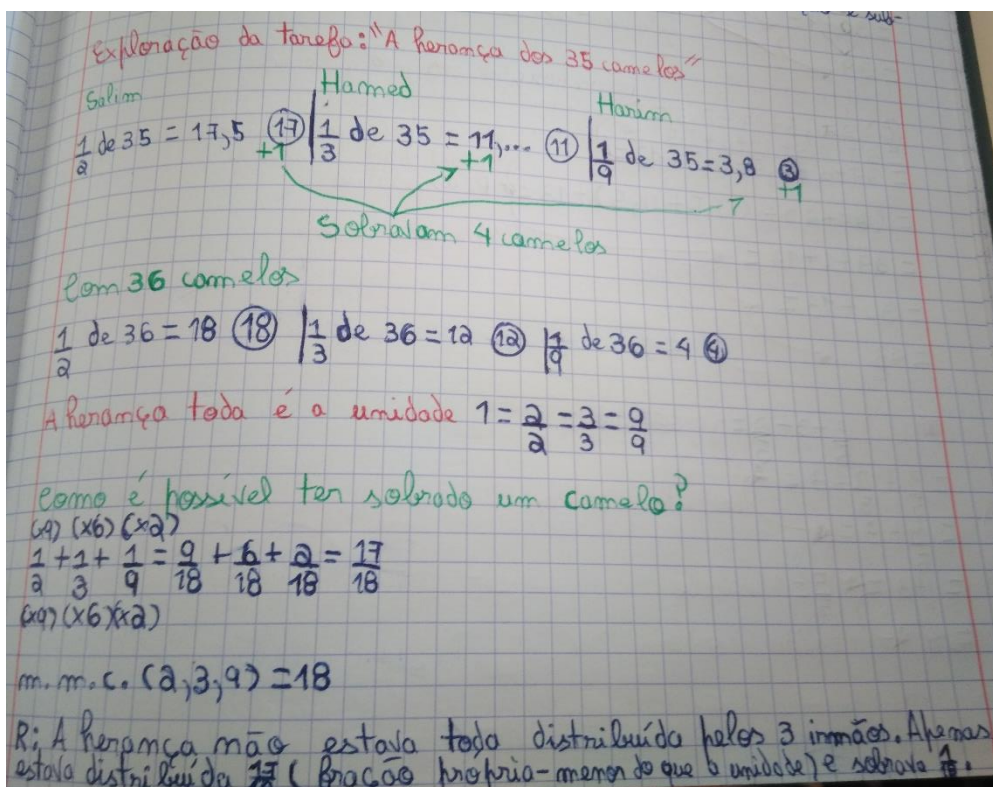 e sub-
Exploração da tarefa: "A herança dos 35 camelos"
Salim Hamed Harim
1/2 de 35 = 17,5 (17) | 1/3 de 35 = 11,... (11) | 1/9 de 35 = 3,8 (3)
+1 +1 +1
Sobravam 4 camelos
Com 36 camelos
1/2 de 36 = 18 (18) | 1/3 de 36 = 12 (12) | 1/9 de 36 = 4 (4)
A herança toda é a unidade 1 = 2/2 = 3/3 = 9/9
Como é possível ter sobrado um camelo?
(x9) (x6) (x2)
1/2 + 1/3 + 1/9 = 9/18 + 6/18 + 2/18 = 17/18
(x9) (x6) (x2)
m. m. c. (2,3,9) = 18
R: A herança não estava toda distribuída pelos 3 irmãos. Apenas
estava distribuída 17/18 (fração própria - menor do que a unidade) e sobrava 1/18.